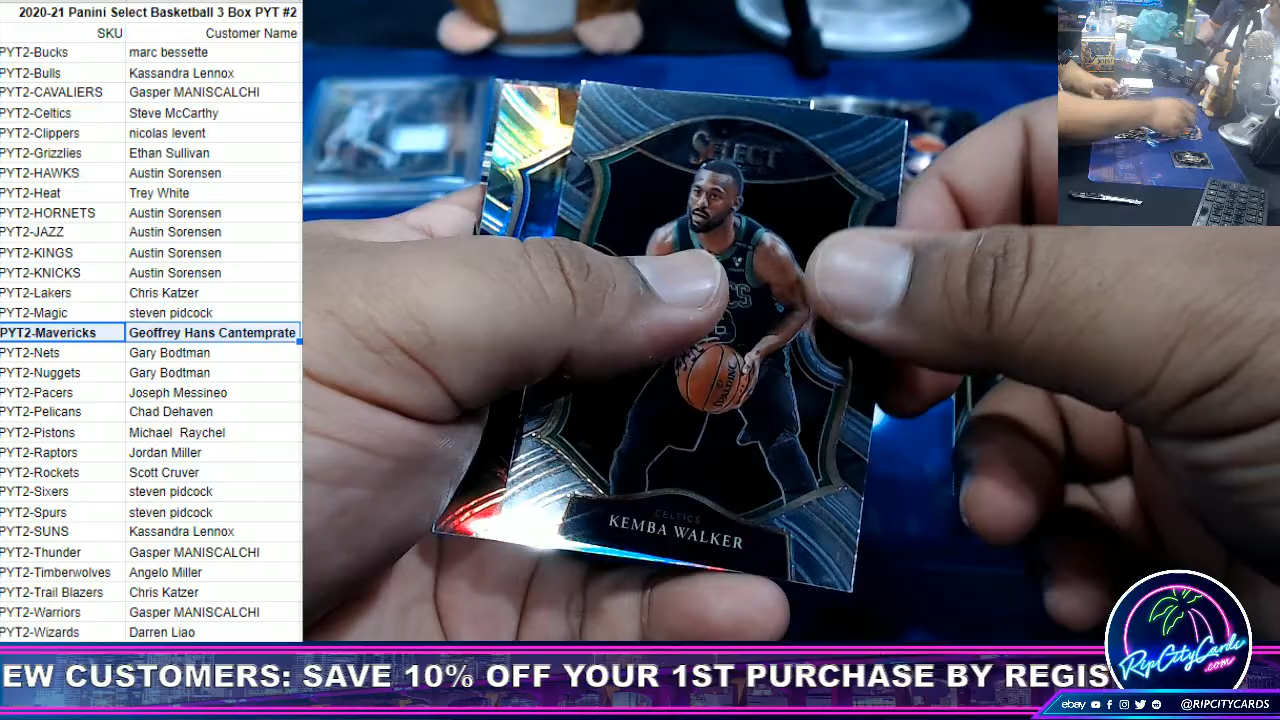 2020-21 Panini Select Basketball 3 Box PYT #2
SKU Customer Name
PYT2-Bucks marc bessette
PYT2-Bulls Kassandra Lennox
PYT2-CAVALIERS Gasper MANISCALCHI
PYT2-Celtics Steve McCarthy
PYT2-Clippers nicolas levent
PYT2-Grizzlies Ethan Sullivan
PYT2-HAWKS Austin Sorensen
PYT2-Heat Trey White
PYT2-HORNETS Austin Sorensen
PYT2-JAZZ Austin Sorensen
PYT2-KINGS Austin Sorensen
PYT2-KNICKS Austin Sorensen
PYT2-Lakers Chris Katzer
PYT2-Magic steven pidcock
PYT2-Mavericks Geoffrey Hans Cantemprate
PYT2-Nets Gary Bodtman
PYT2-Nuggets Gary Bodtman
PYT2-Pacers Joseph Messineo
PYT2-Pelicans Chad Dehaven
PYT2-Pistons Michael Raychel
PYT2-Raptors Jordan Miller
PYT2-Rockets Scott Cruver
PYT2-Sixers steven pidcock
PYT2-Spurs steven pidcock
PYT2-SUNS Kassandra Lennox
PYT2-Thunder Gasper MANISCALCHI
PYT2-Timberwolves Angelo Miller
PYT2-Trail Blazers Chris Katzer
PYT2-Warriors Gasper MANISCALCHI
PYT2-Wizards Darren Liao
SELECT
SPALDING
CELTICS
KEMBA WALKER
EW CUSTOMERS: SAVE 10% OFF YOUR 1ST PURCHASE BY REGIS
RipCityCards
.com
ebay @RIPCITYCARDS